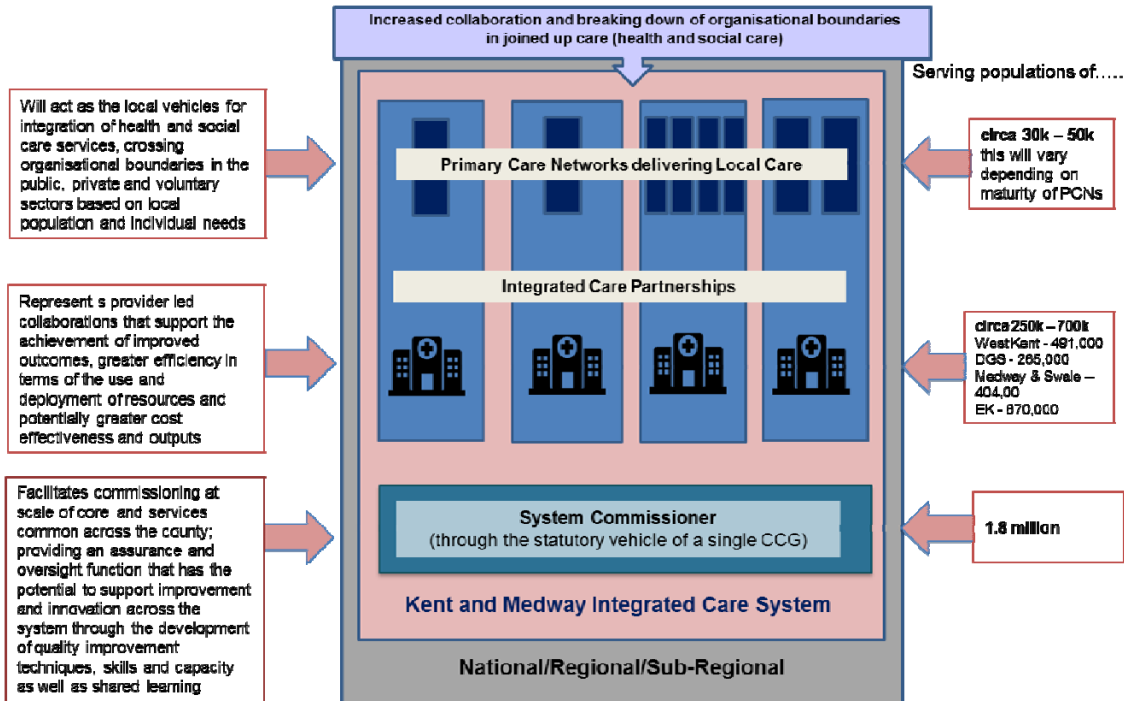 Increased collaboration and breaking down of organisational boundaries
in joined up care (health and social care)
Serving populations of.....
Will act as the local vehicles for
integration of health and social
care services, crossing
organisational boundaries in the
public, private and voluntary
sectors based on local
population and individual needs
Primary Care Networks delivering Local Care
circa 30k – 50k
this will vary
depending on
maturity of PCNs
Represent s provider led
collaborations that support the
achievement of improved
outcomes, greater efficiency in
terms of the use and
deployment of resources and
potentially greater cost
effectiveness and outputs
Integrated Care Partnerships
circa250k – 700k
WestKent - 491,000
DGS - 265,000
Medway & Swale –
404,00
EK - 670,000
Facilitates commissioning at
scale of core and services
common across the county;
providing an assurance and
oversight function that has the
potential to support improvement
and innovation across the
system through the development
of quality improvement
techniques, skills and capacity
as well as shared learning
System Commissioner
(through the statutory vehicle of a single CCG)
1.8 million
Kent and Medway Integrated Care System
National/Regional/Sub-Regional